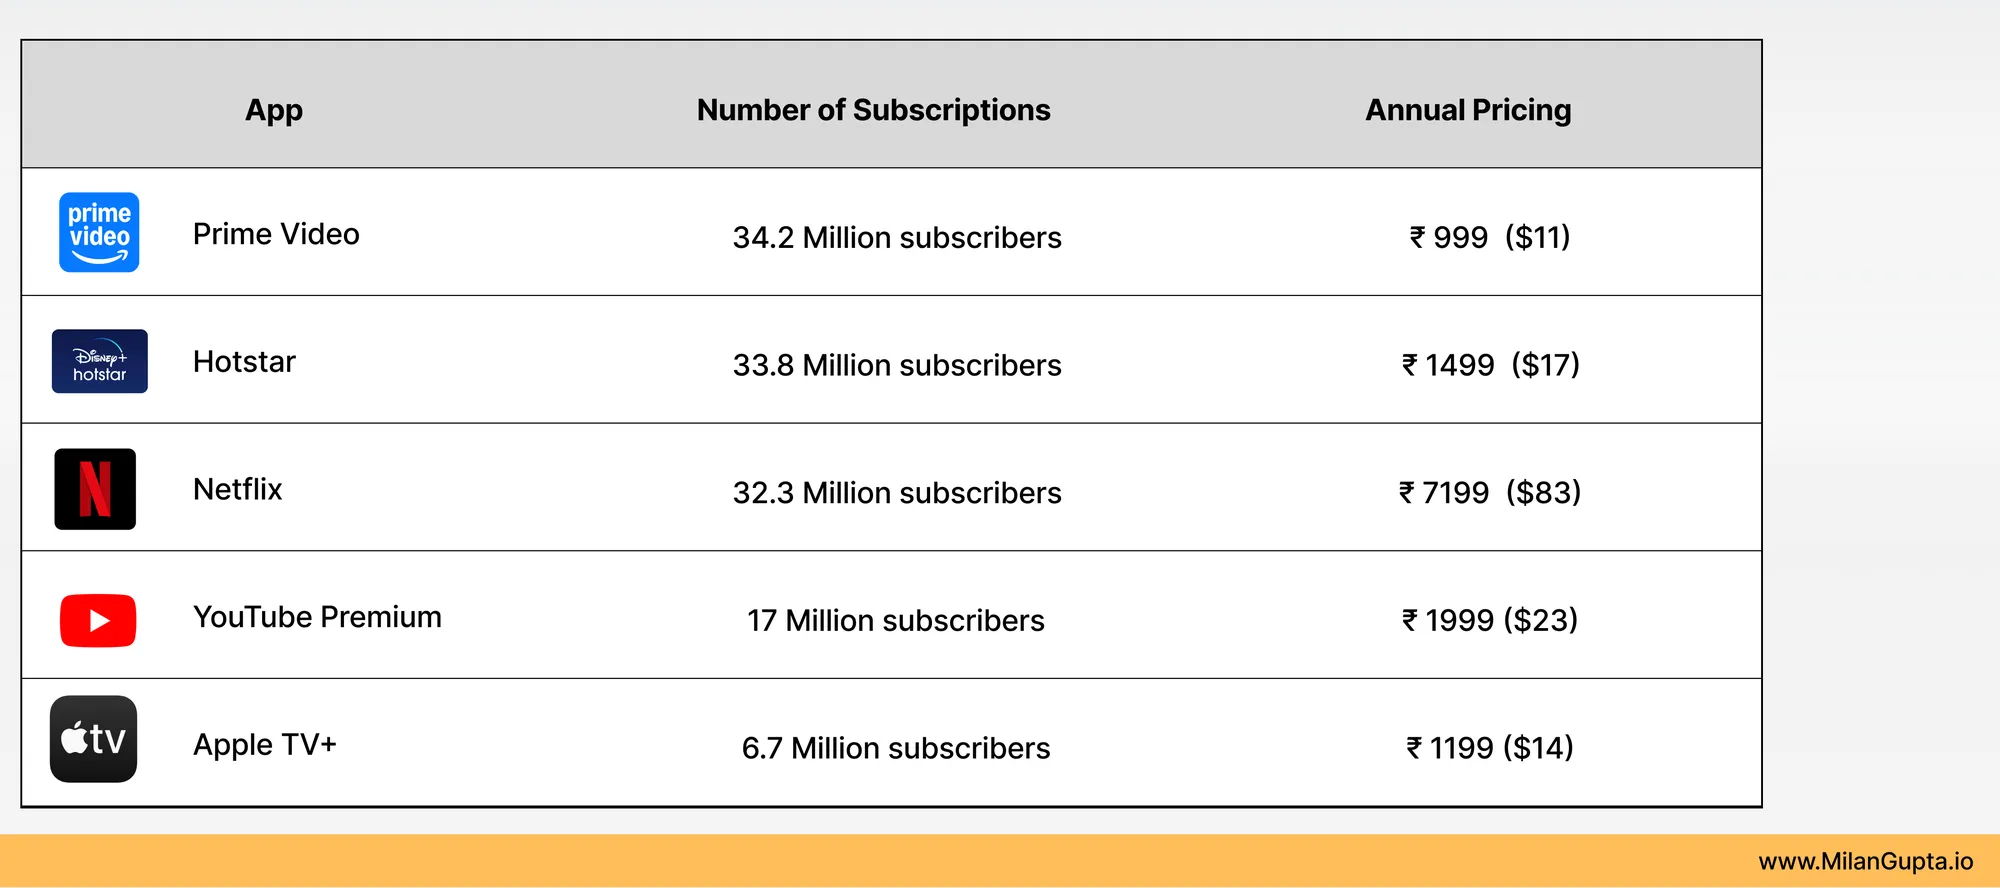 App Number of Subscriptions Annual Pricing
prime
video
Prime Video 34.2 Million subscribers ₹ 999 ($11)
Disney+
hotstar
Hotstar 33.8 Million subscribers ₹ 1499 ($17)
N
Netflix 32.3 Million subscribers ₹ 7199 ($83)
YouTube Premium 17 Million subscribers ₹ 1999 ($23)
tv
Apple TV+ 6.7 Million subscribers ₹ 1199 ($14)
www.MilanGupta.io